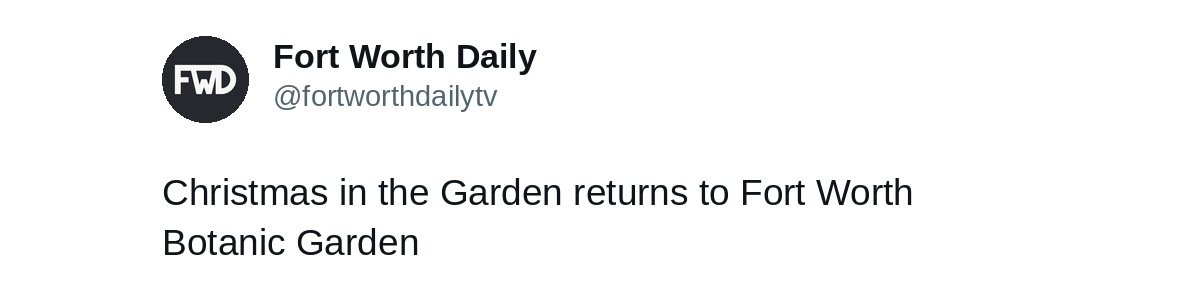 FWD
Fort Worth Daily
@fortworthdailytv
Christmas in the Garden returns to Fort Worth
Botanic Garden